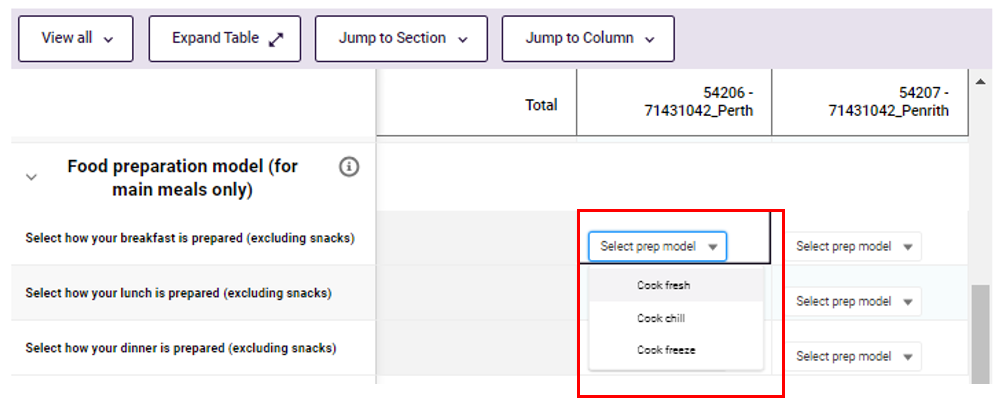 View all
Expand Table
Jump to Section
Jump to Column
Total
54206 -
71431042_Perth
54207 -
71431042_Penrith
Food preparation model (for
main meals only)
Select how your breakfast is prepared (excluding snacks)
Select prep model
Select prep model
Cook fresh
Select how your lunch is prepared (excluding snacks)
Select prep model
Cook chill
Select how your dinner is prepared (excluding snacks)
Cook freeze
Select prep model